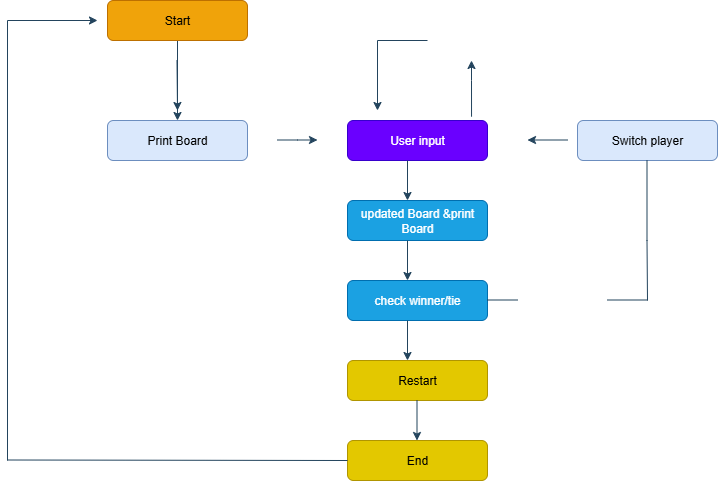 Start
Print Board
User input
Switch player
updated Board &print
Board
check winner/tie
Restart
End